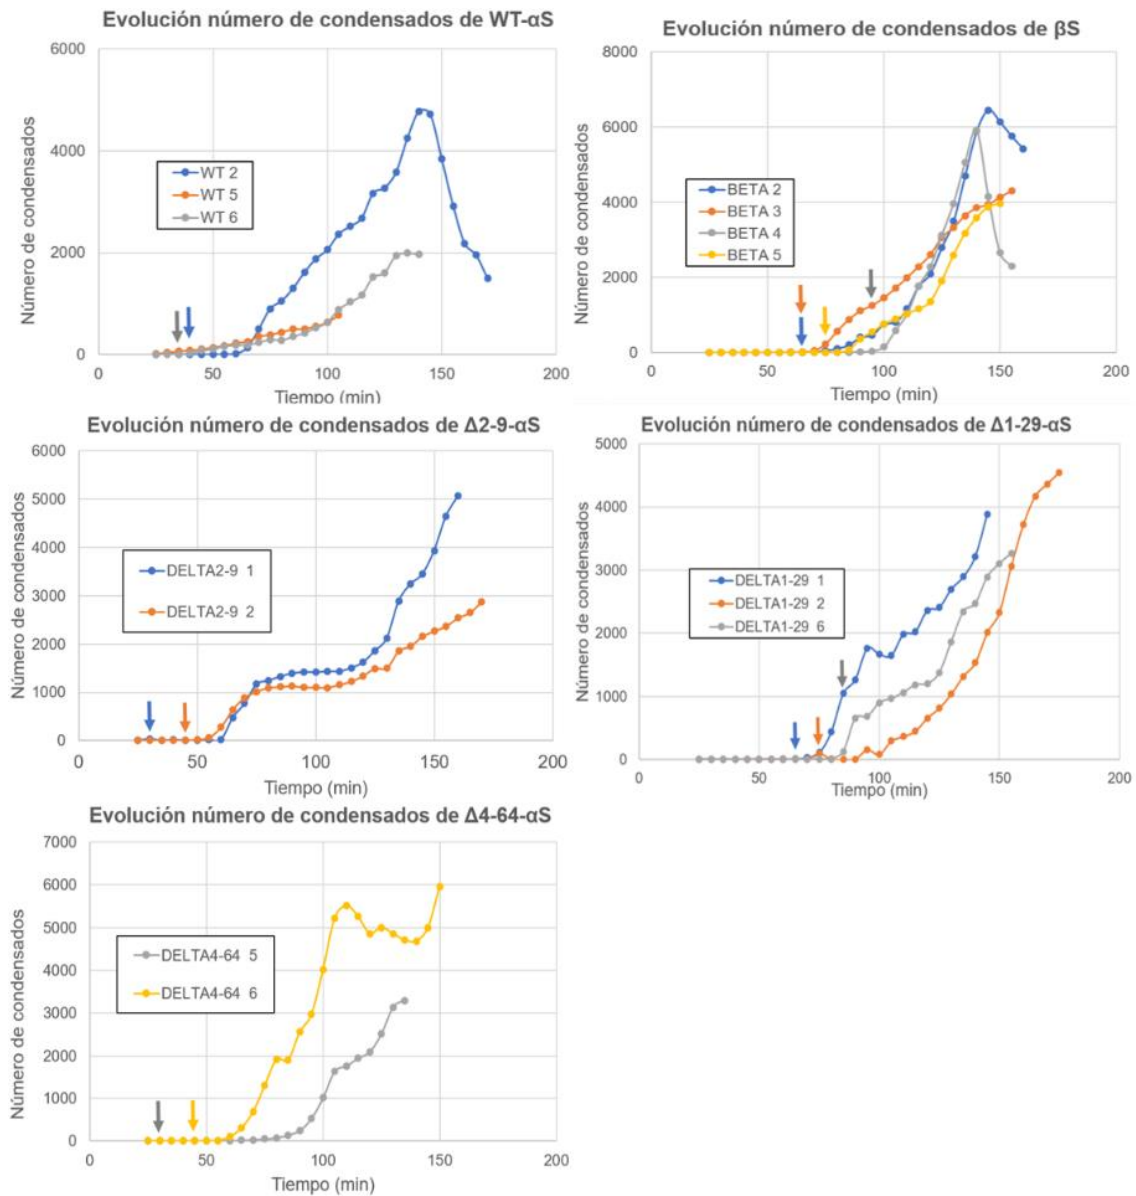 Evolución número de condensados de WT-αS
Número de condensados
6000
4000
2000
0
WT 2
WT 5
WT 6
0
50
100
150
200
Tiempo (min)
Evolución número de condensados de βS
Número de condensados
8000
6000
4000
2000
0
BETA 2
BETA 3
BETA 4
BETA 5
0
50
100
150
200
Tiempo (min)
Evolución número de condensados de Δ2-9-αS
Número de condensados
6000
5000
4000
3000
2000
1000
0
DELTA2-9 1
DELTA2-9 2
0
50
100
150
200
Tiempo (min)
Evolución número de condensados de Δ1-29-αS
Número de condensados
5000
4000
3000
2000
1000
0
DELTA1-29 1
DELTA1-29 2
DELTA1-29 6
0
50
100
150
200
Tiempo (min)
Evolución número de condensados de Δ4-64-αS
Número de condensados
7000
6000
5000
4000
3000
2000
1000
0
DELTA4-64 5
DELTA4-64 6
0
50
100
150
200
Tiempo (min)